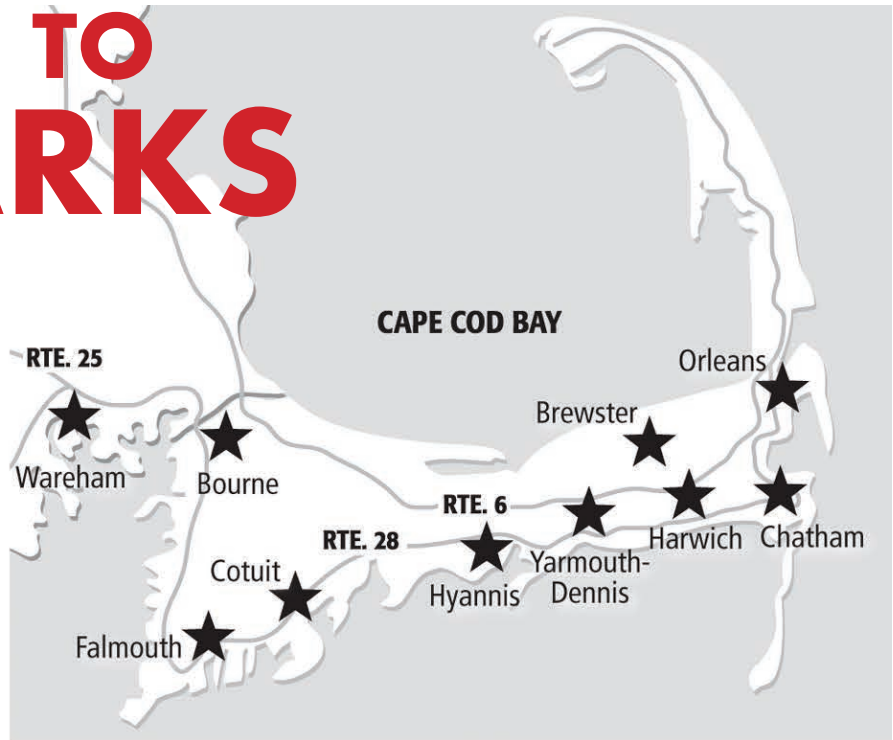 TO
ARKS
CAPE COD BAY
RTE. 25
Orleans
Brewster
Wareham
Bourne
RTE. 6
RTE. 28
Harwich
Chatham
Cotuit
Hyannis
Yarmouth-
Dennis
Falmouth